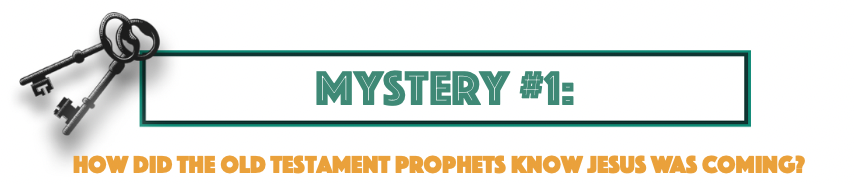 MYSTERY #1:
HOW DID THE OLD TESTAMENT PROPHETS KNOW JESUS WAS COMING?